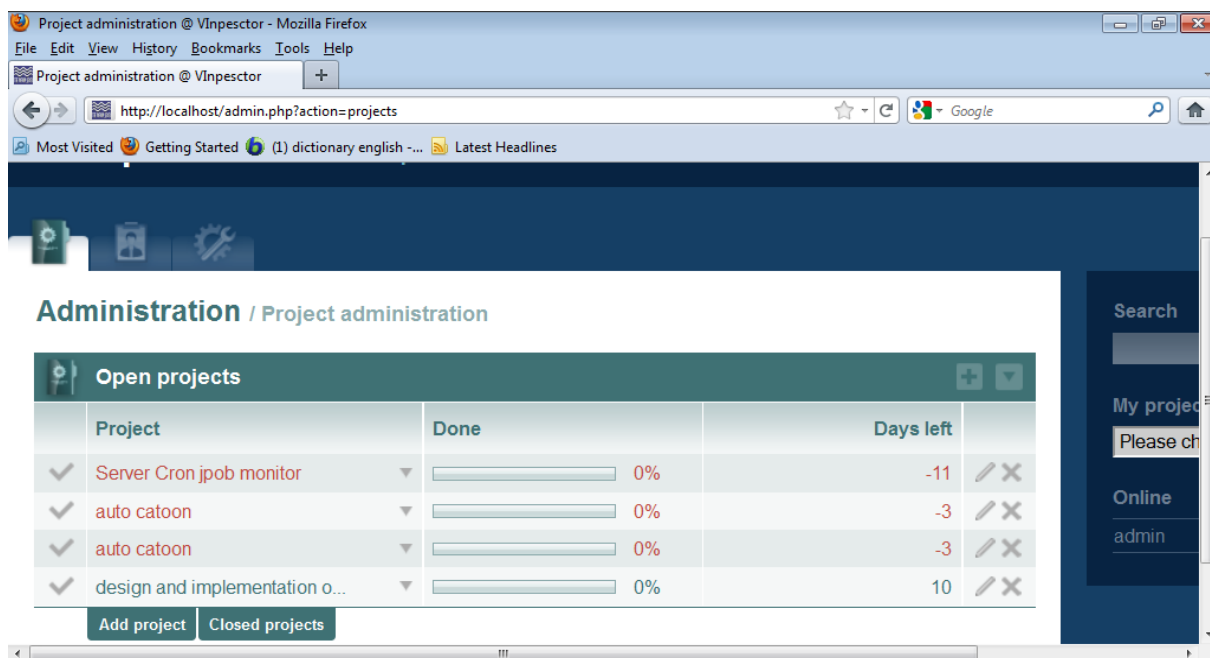 Project administration @ VInpesctor - Mozilla Firefox
File Edit View History Bookmarks Tools Help
Project administration @ VInpesctor
http://localhost/admin.php?action=projects
Google
Most Visited Getting Started (1) dictionary english -... Latest Headlines
Administration / Project administration
Open projects
Project Done Days left
Server Cron jpob monitor 0% -11
auto catoon 0% -3
auto catoon 0% -3
design and implementation o... 0% 10
Add project Closed projects
Search
My projec
Please ch
Online
admin